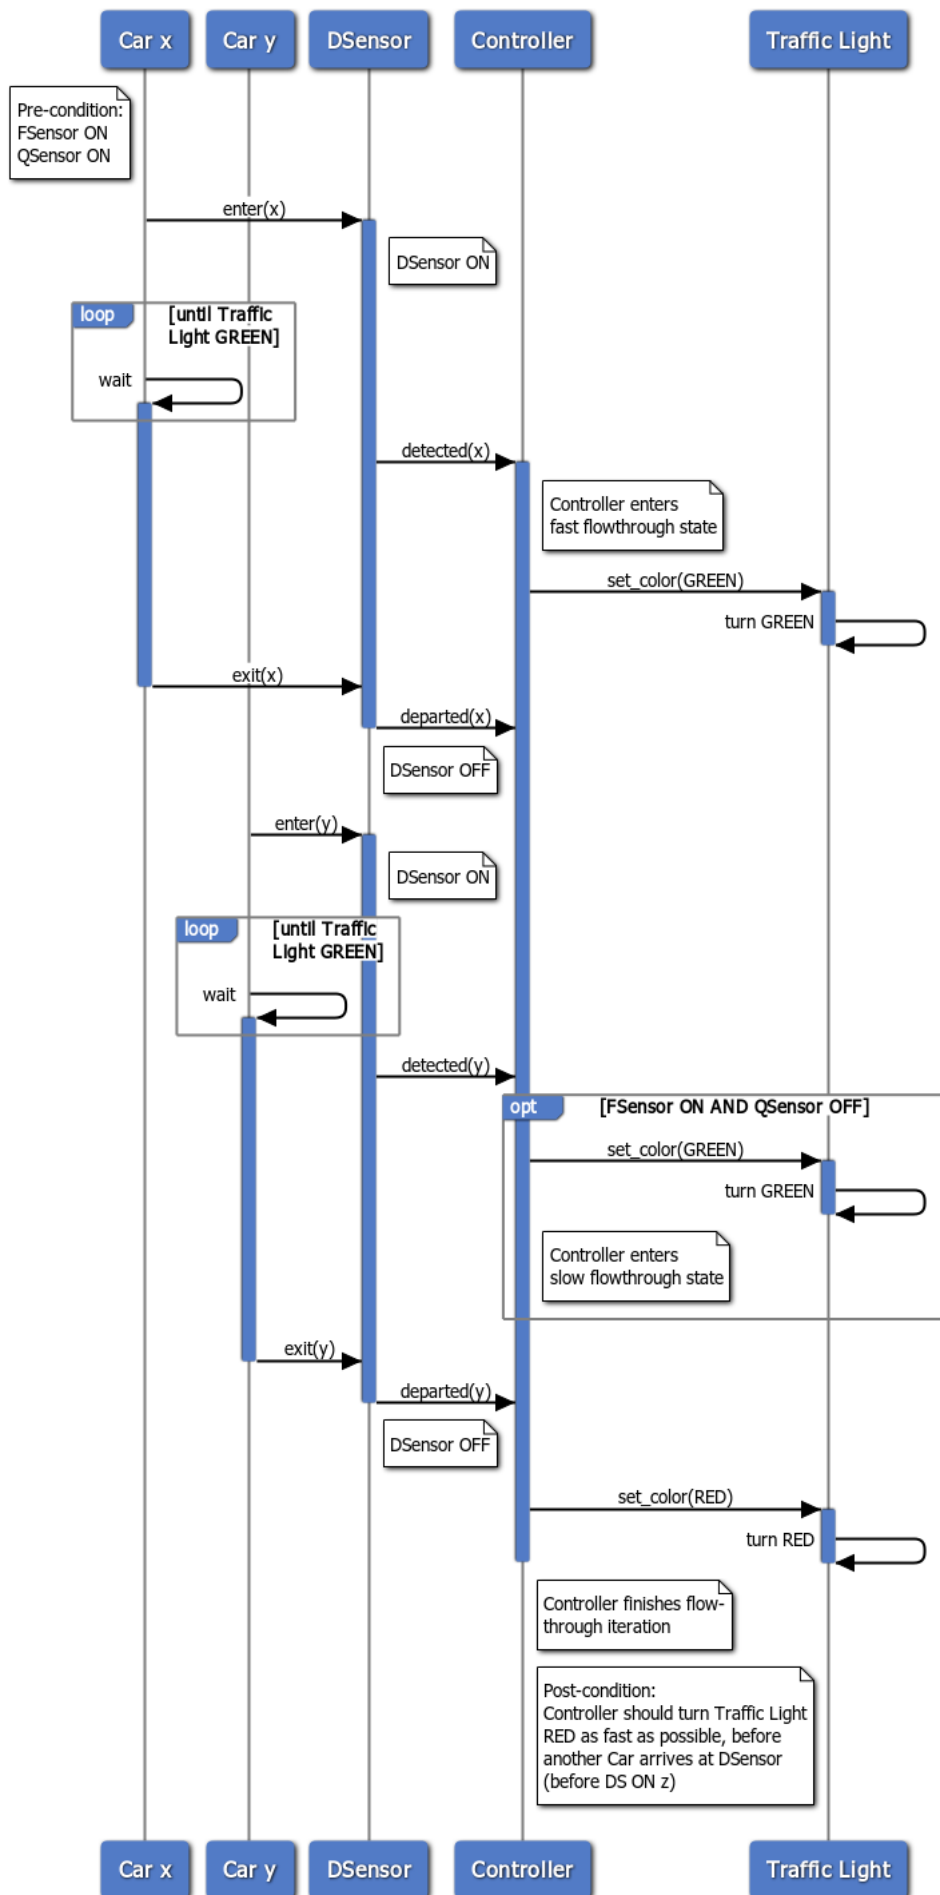 Car x
Car y
DSensor
Controller
Traffic Light
Pre-condition:
FSensor ON
QSensor ON
enter(x)
DSensor ON
loop
[until Traffic
Light GREEN]
wait
detected(x)
Controller enters
fast flowthrough state
set_color(GREEN)
turn GREEN
exit(x)
departed(x)
DSensor OFF
enter(y)
DSensor ON
loop
[until Traffic
Light GREEN]
wait
detected(y)
opt
[FSensor ON AND QSensor OFF]
set_color(GREEN)
turn GREEN
Controller enters
slow flowthrough state
exit(y)
departed(y)
DSensor OFF
set_color(RED)
turn RED
Controller finishes flow-
through iteration
Post-condition:
Controller should turn Traffic Light
RED as fast as possible, before
another Car arrives at DSensor
(before DS ON z)
Car x
Car y
DSensor
Controller
Traffic Light